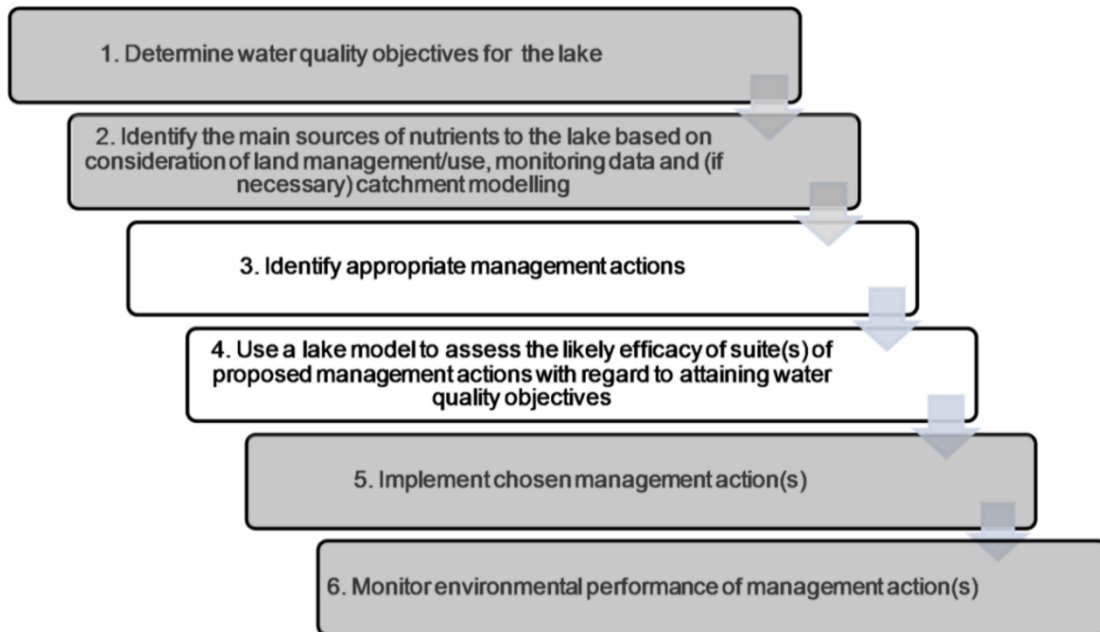 1. Determine water quality objectives for the lake
2. Identify the main sources of nutrients to the lake based on
consideration of land management/use, monitoring data and (if
necessary) catchment modelling
3. Identify appropriate management actions
4. Use a lake model to assess the likely efficacy of suite(s) of
proposed management actions with regard to attaining water
quality objectives
5. Implement chosen management action(s)
6. Monitor environmental performance of management action(s)